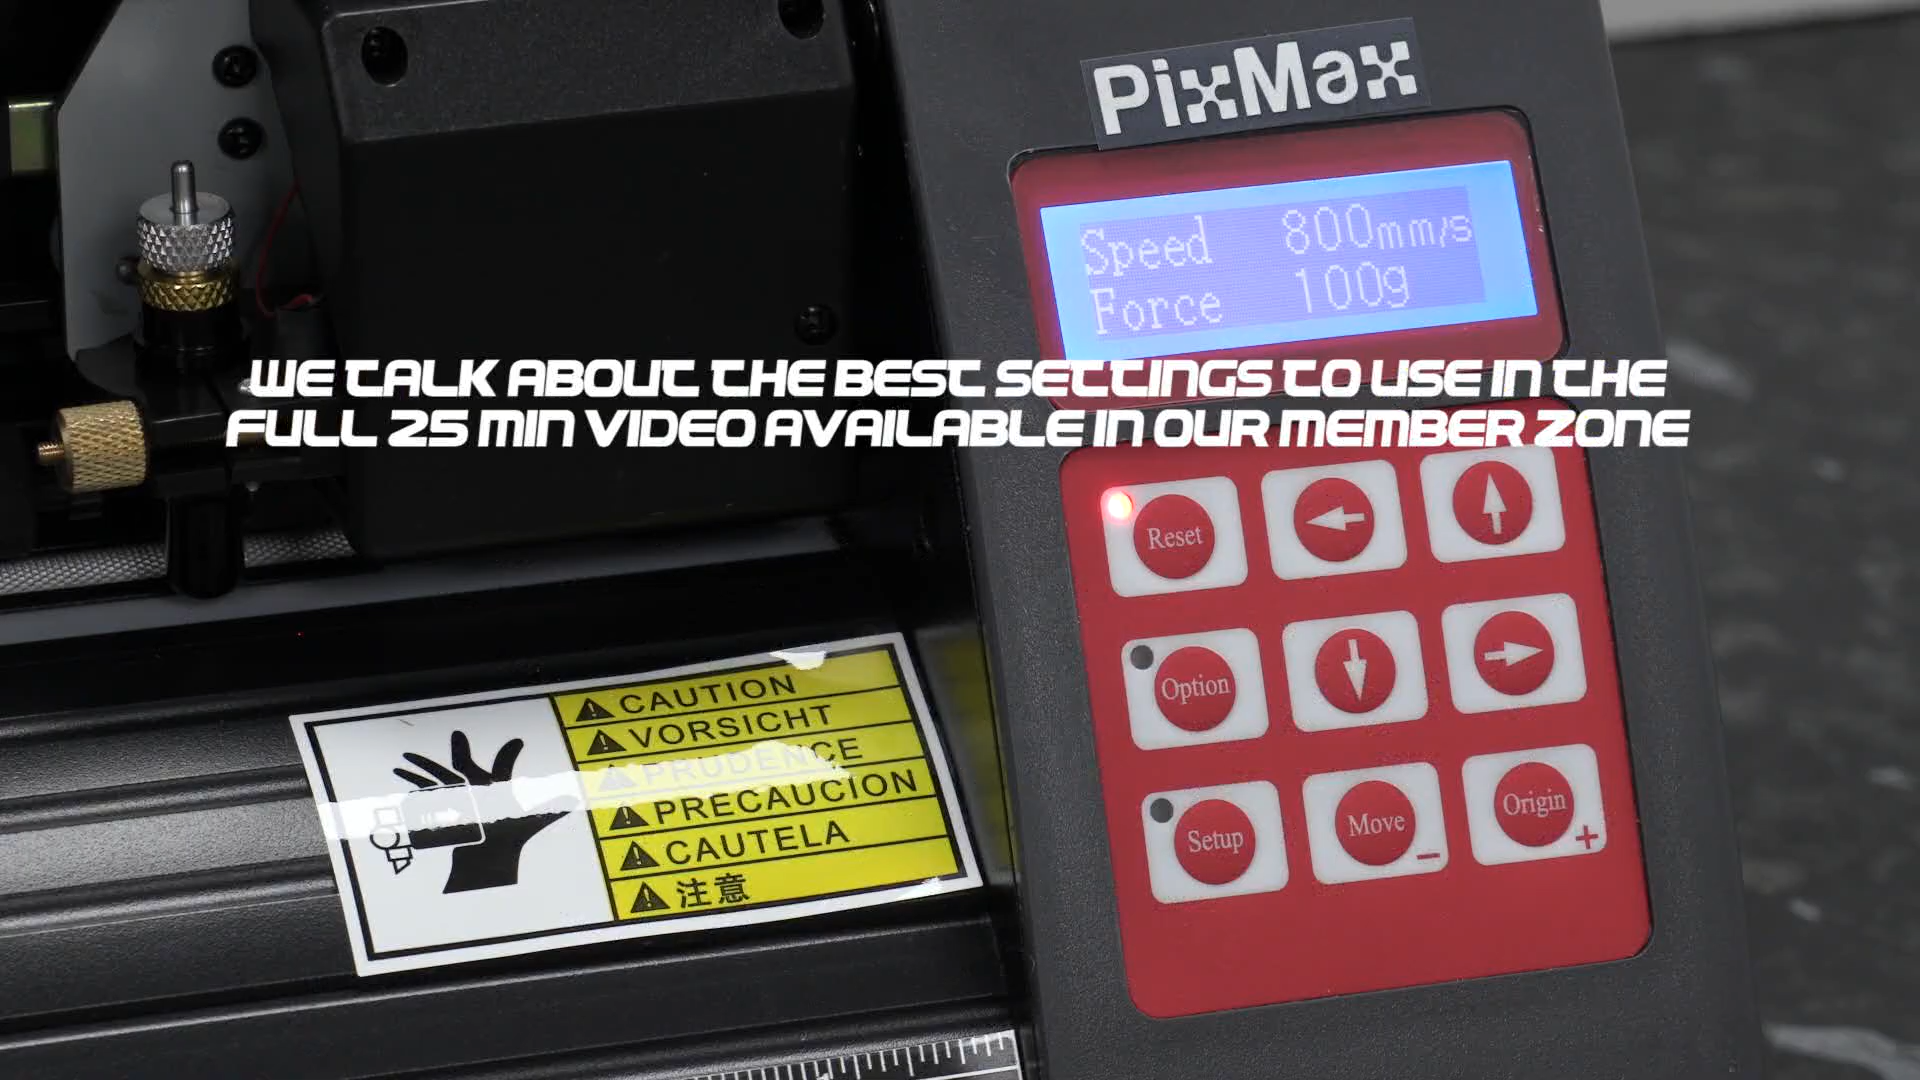 PixMax
Speed 800mm/s
Force 100g
WE TALK ABOUT THE BEST SETTINGS TO USE IN THE
FULL 25 MIN VIDEO AVAILABLE IN OUR MEMBER ZONE
Reset
Option
Setup
Move
−
Origin
+
CAUTION
VORSICHT
PRUDENCE
PRECAUCION
CAUTELA
注意